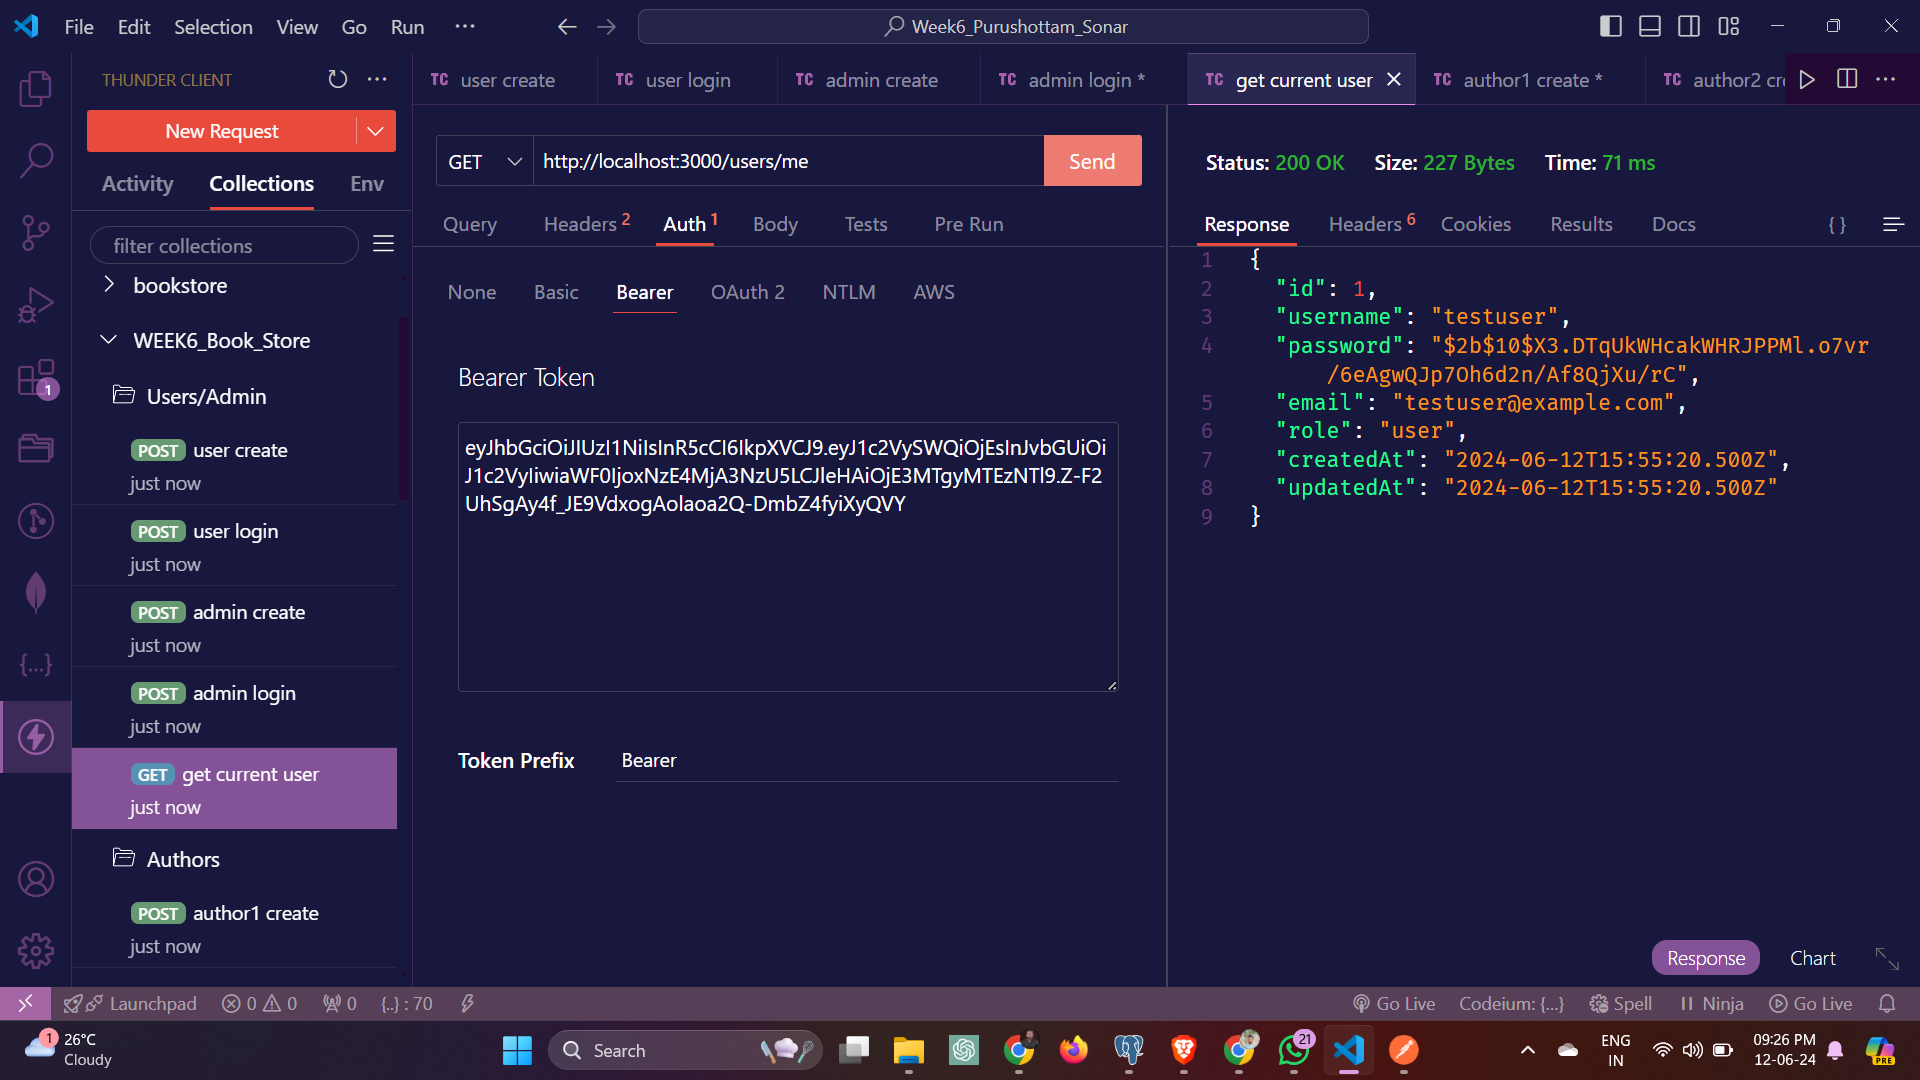 File Edit Selection View Go Run ···
Week6_Purushottam_Sonar
THUNDER CLIENT
New Request
Activity Collections Env
filter collections
bookstore
WEEK6_Book_Store
Users/Admin
POST user create
just now
POST user login
just now
POST admin create
just now
POST admin login
just now
GET get current user
just now
Authors
POST author1 create
just now
1
TC user create
TC user login
TC admin create
TC admin login *
TC get current user
TC author1 create *
TC author2 cre
GET http://localhost:3000/users/me Send
Query Headers 2 Auth 1 Body Tests Pre Run
None Basic Bearer OAuth 2 NTLM AWS
Bearer Token
eyJhbGciOiJIUzI1NiIsInR5cCI6IkpXVCJ9.eyJ1c2VySWQiOjEsInJvbGUiOi
J1c2VyIiwiaWF0IjoxNzE4MjA3NzU5LCJleHAiOjE3MTgyMTEzNTl9.Z-F2
UhSgAy4f_JE9VdxogAolaoa2Q-DmbZ4fyiXyQVY
Token Prefix Bearer
Status: 200 OK Size: 227 Bytes Time: 71 ms
Response Headers 6 Cookies Results Docs { }
1 {
2 "id": 1,
3 "username": "testuser",
4 "password": "$2b$10$X3.DTqUkWHcakWHRJPPMl.o7vr
/6eAgwQJp7Oh6d2n/Af8QjXu/rC",
5 "email": "testuser@example.com",
6 "role": "user",
7 "createdAt": "2024-06-12T15:55:20.500Z",
8 "updatedAt": "2024-06-12T15:55:20.500Z"
9 }
Response Chart
Launchpad 0 0 0 {..} : 70
Go Live Codeium: {...} Spell Ninja Go Live
1 26°C
Cloudy
Search
21
ENG
IN
09:26 PM
12-06-24
PRE